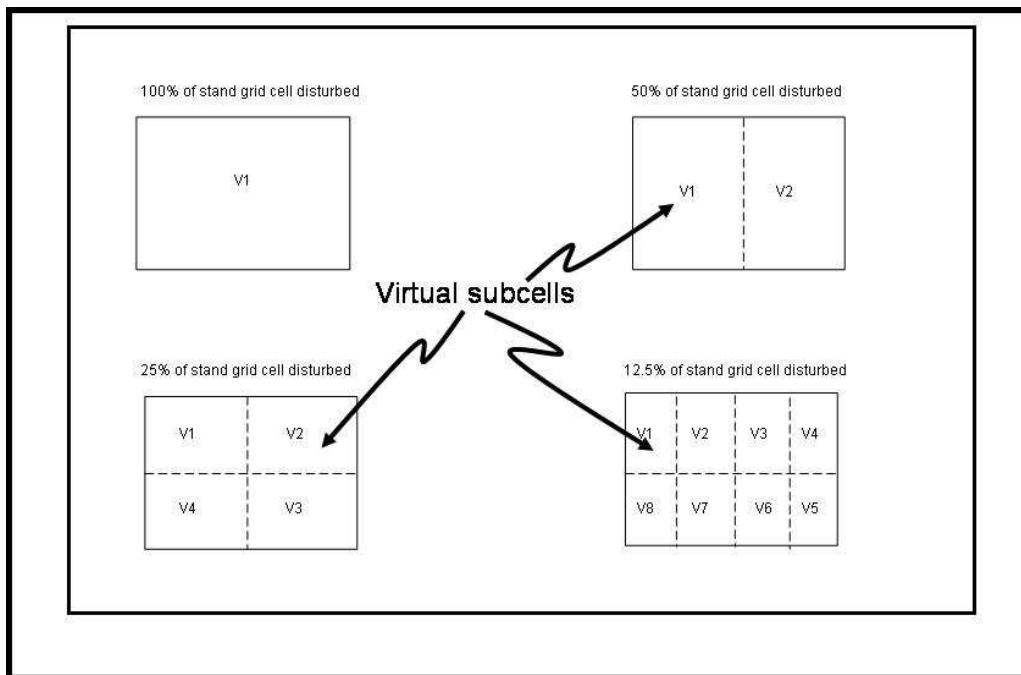 100% of stand grid cell disturbed
V1
50% of stand grid cell disturbed
V1
V2
Virtual subcells
25% of stand grid cell disturbed
V1 V2
V4 V3
12.5% of stand grid cell disturbed
V1 V2 V3 V4
V8 V7 V6 V5